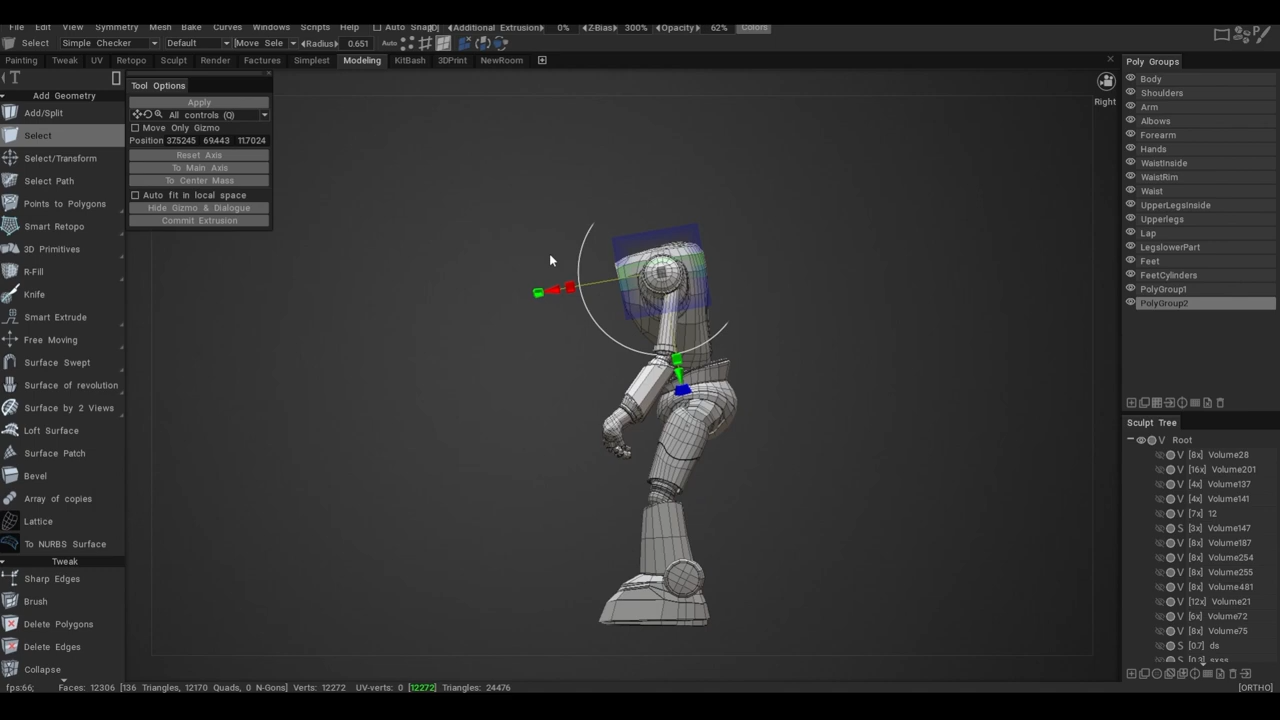 File Edit View Symmetry Mesh Bake Curves Windows Scripts Help Auto Snap Additional Extrusion 0% Z-Bias 300% Opacity 62% Colors
Select Simple Checker Default Move Sele Radius 0.651 Auto
Painting Tweak UV Retopo Sculpt Render Factures Simplest Modeling KitBash 3DPrint NewRoom
Add Geometry
Add/Split
Select
Select/Transform
Select Path
Points to Polygons
Smart Retopo
3D Primitives
R-Fill
Knife
Smart Extrude
Free Moving
Surface Swept
Surface of revolution
Surface by 2 Views
Loft Surface
Surface Patch
Bevel
Array of copies
Lattice
To NURBS Surface
Tweak
Sharp Edges
Brush
Delete Polygons
Delete Edges
Collapse
Tool Options
Apply
All controls (Q)
Move Only Gizmo
Position 37.5245 69.443 11.7024
Reset Axis
To Main Axis
To Center Mass
Auto fit in local space
Hide Gizmo & Dialogue
Commit Extrusion
Right
Poly Groups
Body
Shoulders
Arm
Albows
Forearm
Hands
WaistInside
WaistRim
Waist
UpperLegsInside
Upperlegs
Lap
LegslowerPart
Feet
FeetCylinders
PolyGroup1
PolyGroup2
Sculpt Tree
V Root
V [8x] Volume28
V [16x] Volume201
V [4x] Volume137
V [4x] Volume141
V [7x] 12
S [3x] Volume147
V [8x] Volume187
V [8x] Volume254
V [8x] Volume255
V [8x] Volume481
V [12x] Volume21
V [6x] Volume72
V [8x] Volume75
S [0.7] ds
fps:66; Faces: 12306 [136 Triangles, 12170 Quads, 0 N-Gons] Verts: 12272 UV-verts: 0 [12272] Triangles: 24476
[ORTHO]